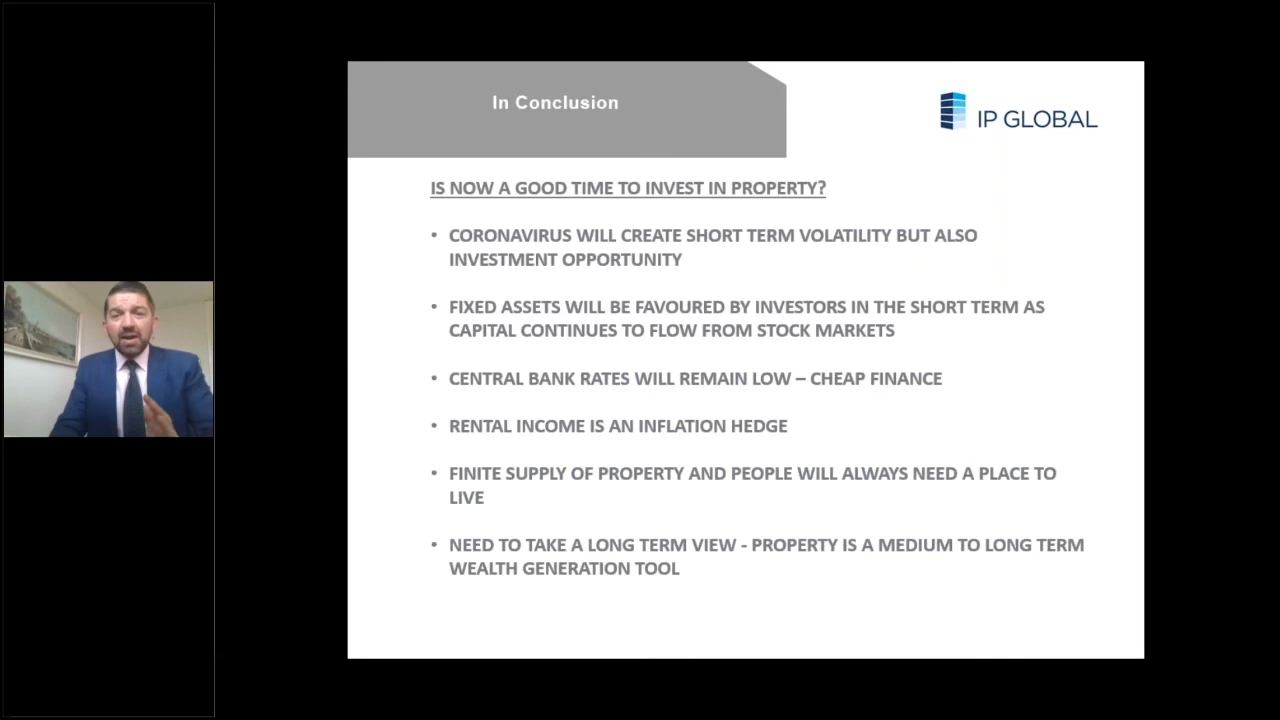 In Conclusion
IP GLOBAL
IS NOW A GOOD TIME TO INVEST IN PROPERTY?
• CORONAVIRUS WILL CREATE SHORT TERM VOLATILITY BUT ALSO
INVESTMENT OPPORTUNITY
• FIXED ASSETS WILL BE FAVOURED BY INVESTORS IN THE SHORT TERM AS
CAPITAL CONTINUES TO FLOW FROM STOCK MARKETS
• CENTRAL BANK RATES WILL REMAIN LOW – CHEAP FINANCE
• RENTAL INCOME IS AN INFLATION HEDGE
• FINITE SUPPLY OF PROPERTY AND PEOPLE WILL ALWAYS NEED A PLACE TO
LIVE
• NEED TO TAKE A LONG TERM VIEW - PROPERTY IS A MEDIUM TO LONG TERM
WEALTH GENERATION TOOL